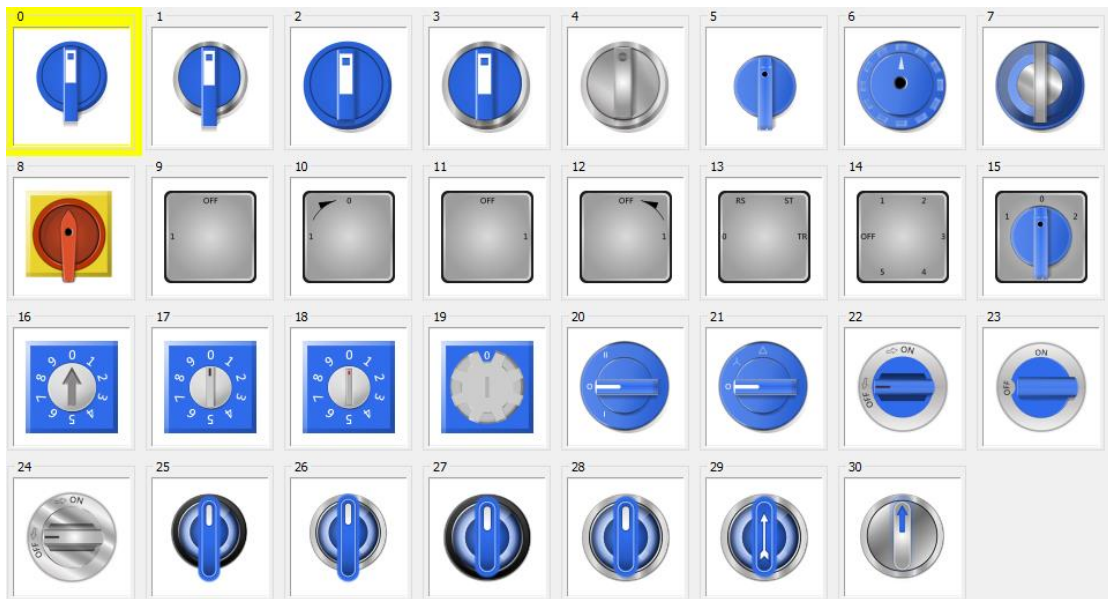 0 1 2 3 4 5 6 7
8 9 10 11 12 13 14 15
OFF 0 OFF OFF RS ST 1 2 0
1 1 1 1 0 TR OFF 3 1 2
5 4
16 17 18 19 20 21 22 23
0 1 2 3 4 5 6 7 8 9
0 1 2 3 4 5 6 7 8 9
0 1 2 3 4 5 6 7 8 9
0
II O I
O
ON OFF
ON OFF
24 25 26 27 28 29 30
ON OFF